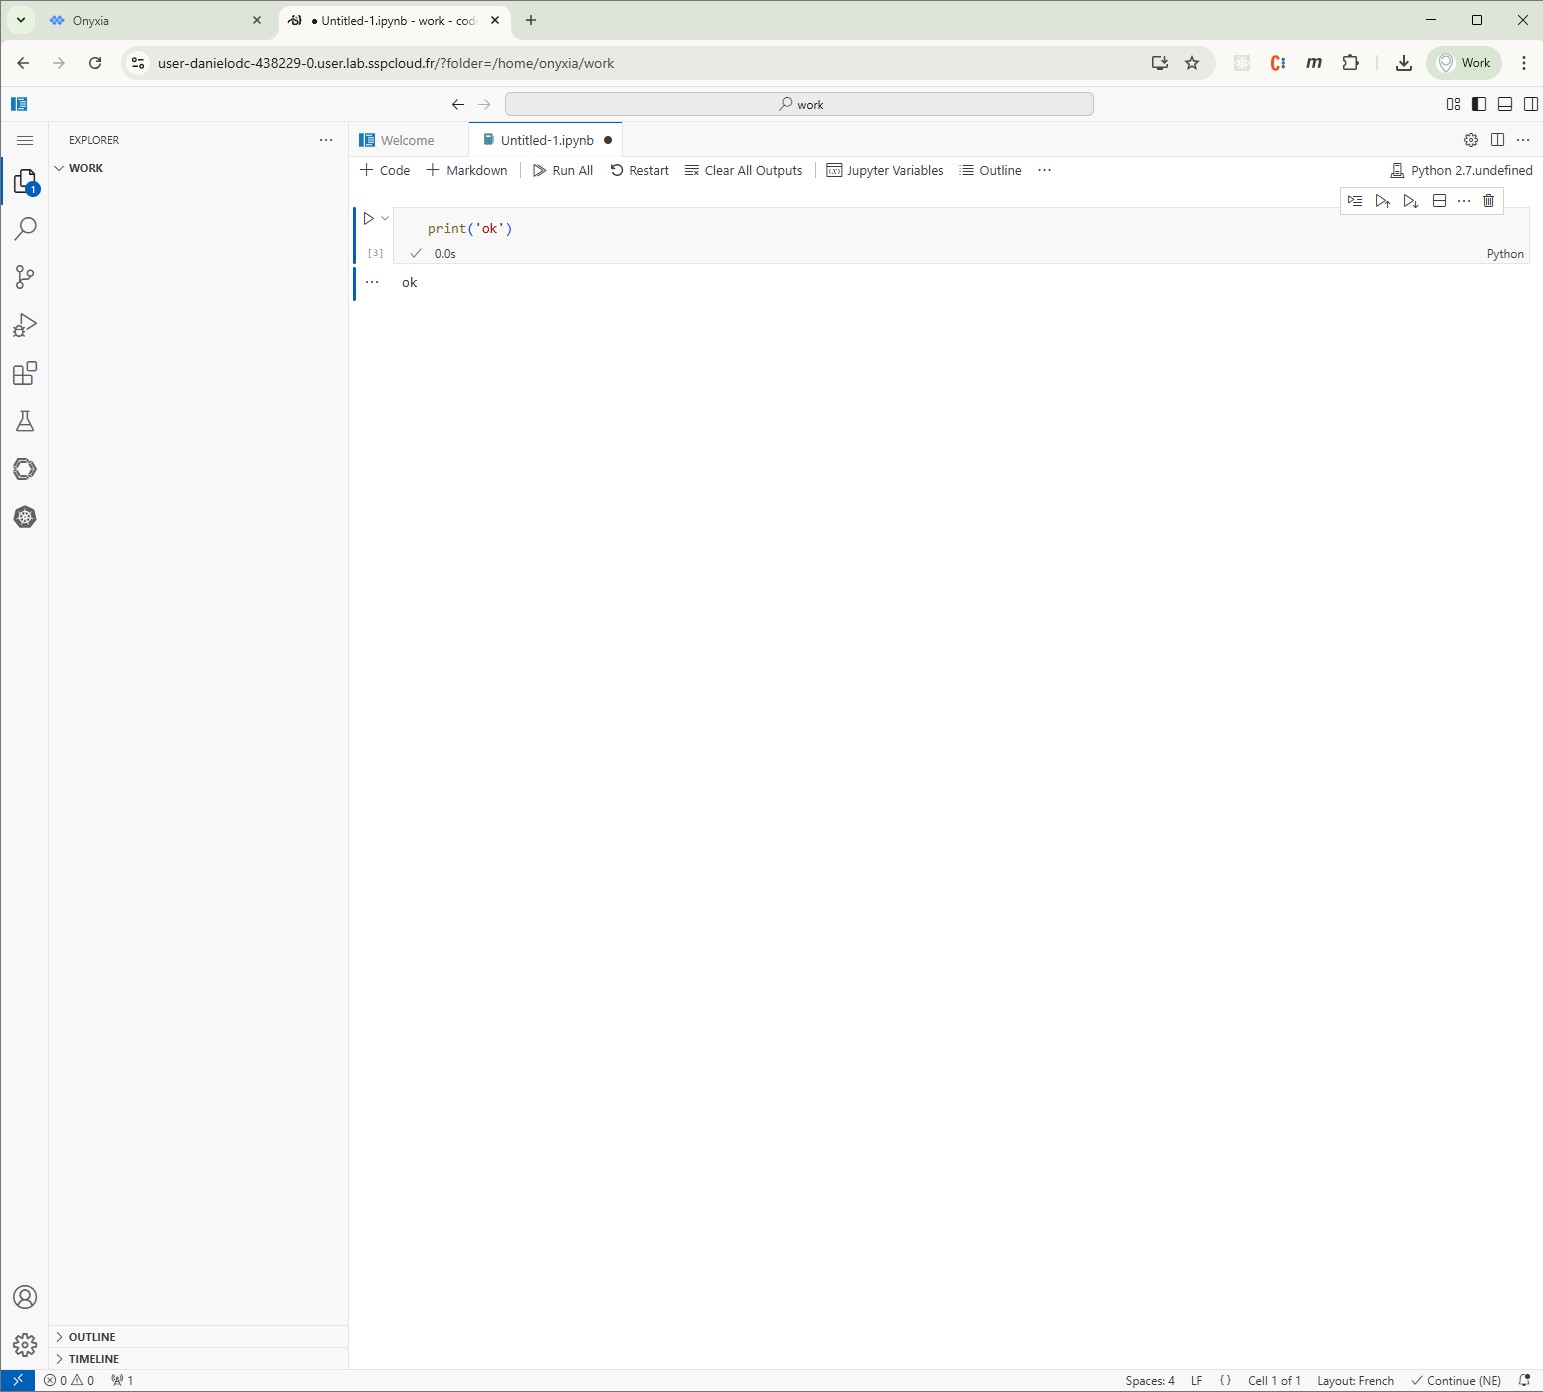 Onyxia
● Untitled-1.ipynb - work - cod
user-danielodc-438229-0.user.lab.sspcloud.fr/?folder=/home/onyxia/work
Work
work
EXPLORER
Welcome
Untitled-1.ipynb
WORK
Code
Markdown
Run All
Restart
Clear All Outputs
Jupyter Variables
Outline
Python 2.7.undefined
1
print('ok')
[3]
0.0s
Python
ok
OUTLINE
TIMELINE
0 0
1
Spaces: 4
LF
{ }
Cell 1 of 1
Layout: French
Continue (NE)